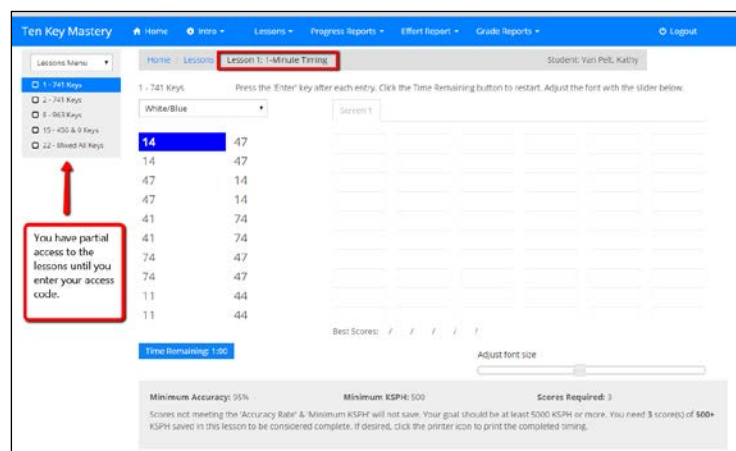 Ten Key Mastery
Home
Intro
Lessons
Progress Reports
Effort Report
Grade Reports
Logout
Lessons Menu
Home / Lessons
Lesson 1: 1-Minute Timing
Student: Van Pelt, Kathy
1 - 741 Keys
2 - 741 Keys
8 - 963 Keys
15 - 456 & 0 Keys
22 - Mixed All Keys
1 - 741 Keys
Press the 'Enter' key after each entry. Click the Time Remaining button to restart. Adjust the font with the slider below.
White/Blue
Screen 1
14 47
14 47
47 14
47 14
41 74
41 74
74 47
74 47
11 44
11 44
You have partial
access to the
lessons until you
enter your access
code.
Best Scores: / / / / /
Time Remaining: 1:00
Adjust font size
Minimum Accuracy: 95%
Minimum KSPH: 500
Scores Required: 3
Scores not meeting the 'Accuracy Rate' & 'Minimum KSPH' will not save. Your goal should be at least 5000 KSPH or more. You need 3 score(s) of 500+
KSPH saved in this lesson to be considered complete. If desired, click the printer icon to print the completed timing.